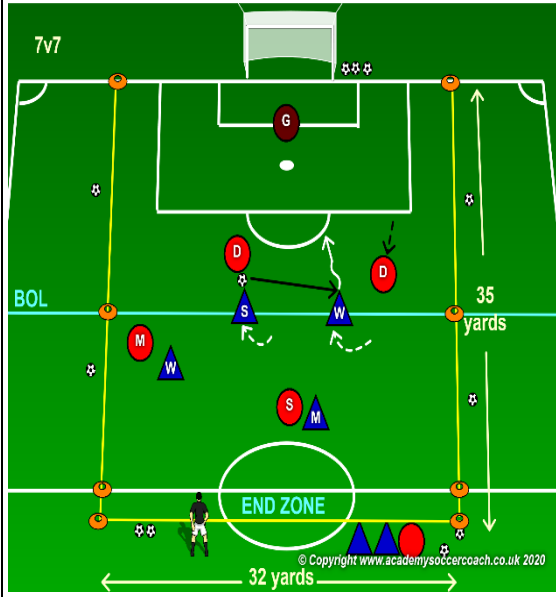 7v7
G
D
D
BOL
S
W
35
yards
M
W
S
M
END ZONE
© Copyright www.academysoccercoach.co.uk 2020
32 yards